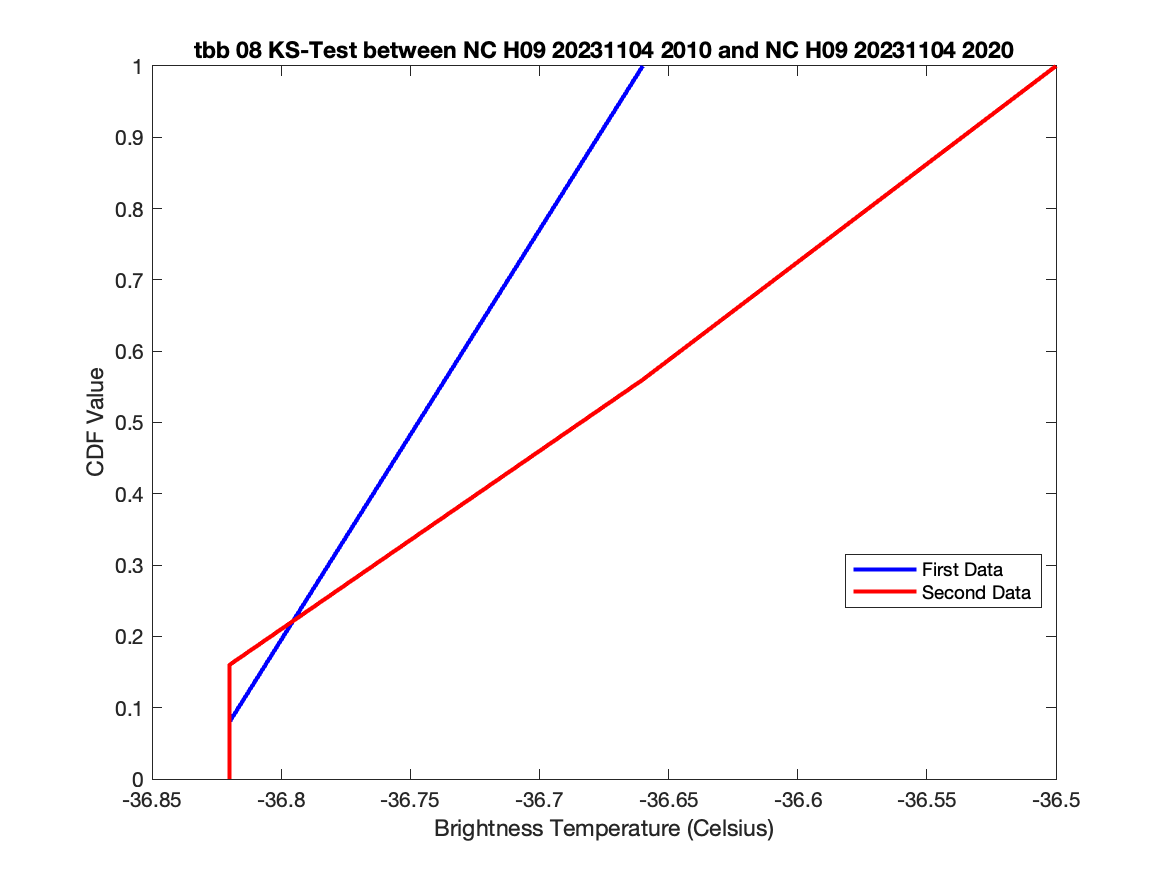 tbb 08 KS-Test between NC H09 20231104 2010 and NC H09 20231104 2020
1
0.9
0.8
0.7
0.6
0.5
0.4
0.3
0.2
0.1
0
CDF Value
First Data
Second Data
-36.85 -36.8 -36.75 -36.7 -36.65 -36.6 -36.55 -36.5
Brightness Temperature (Celsius)